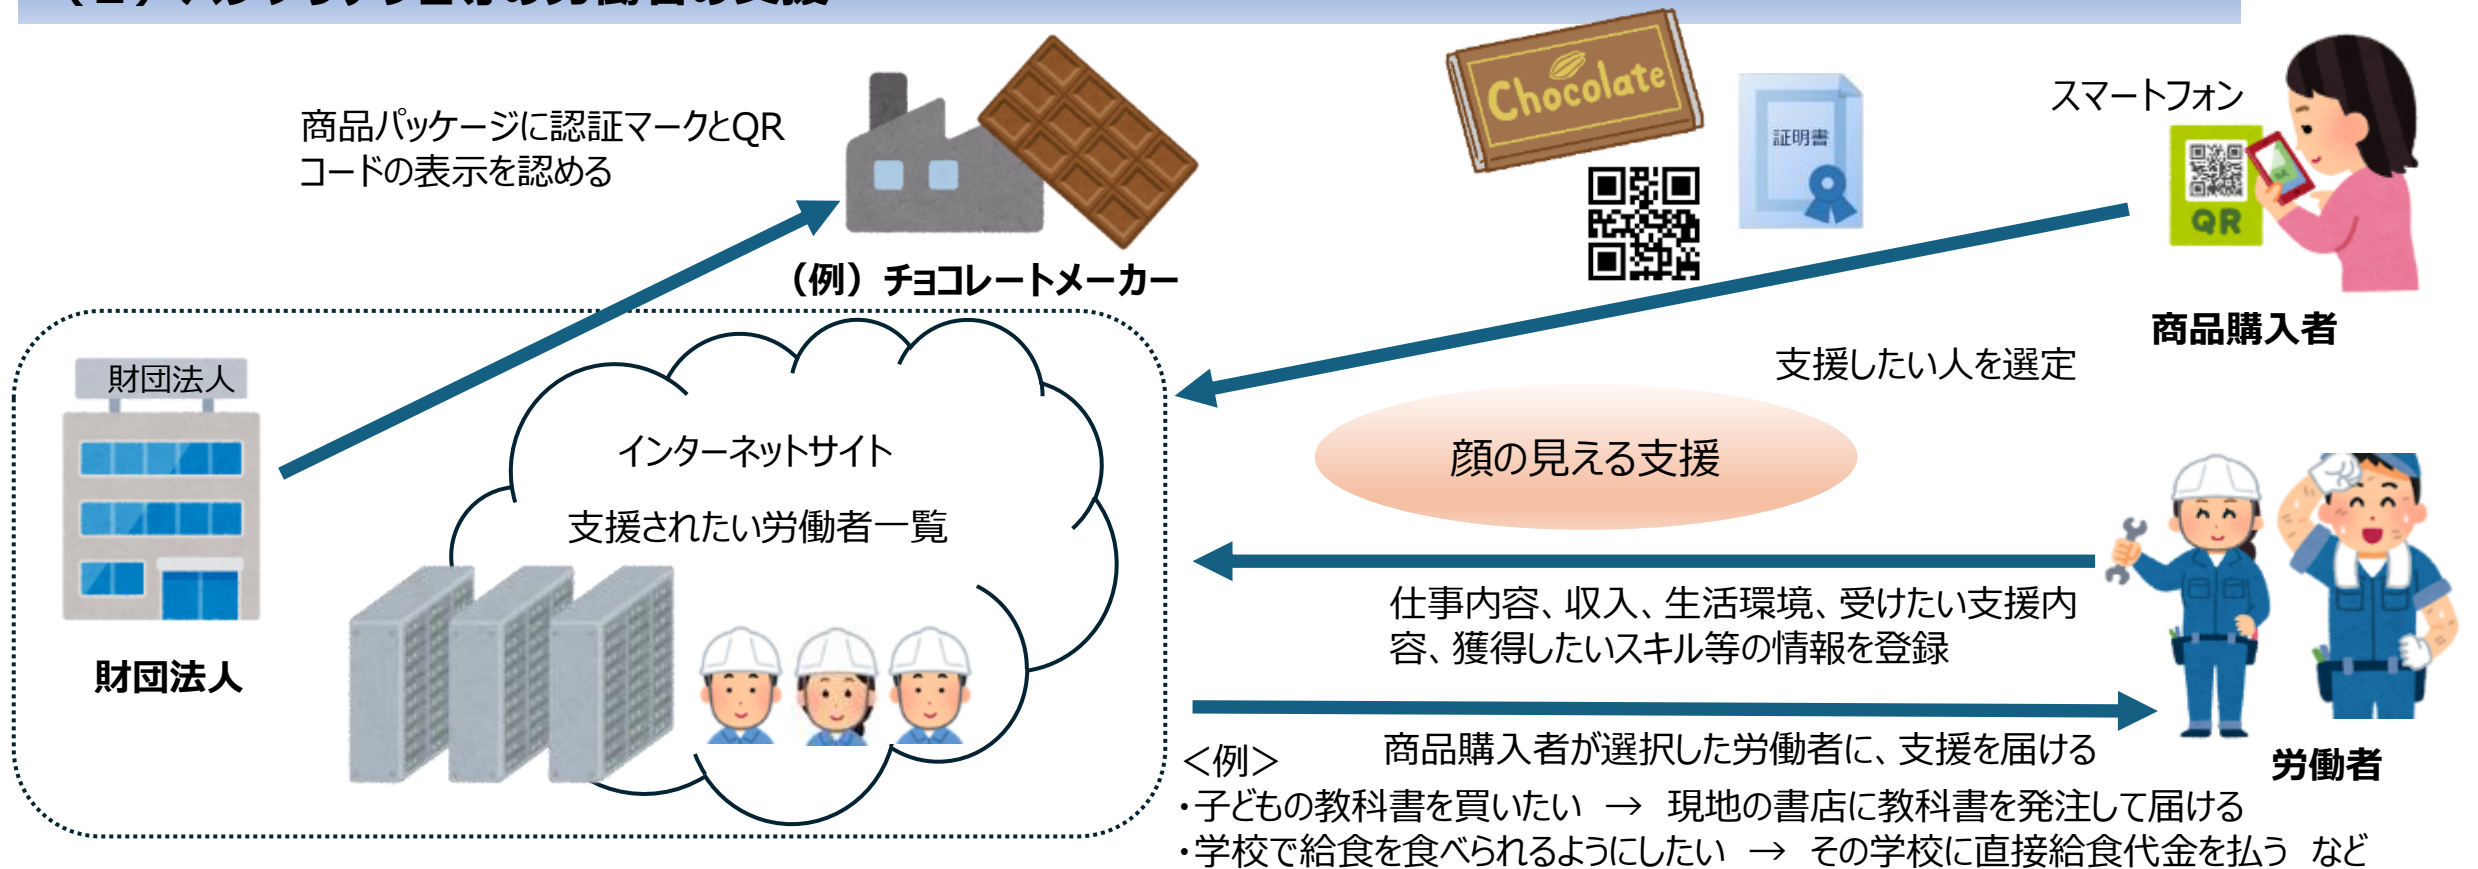 商品パッケージに認証マークとQR
コードの表示を認める
（例）チョコレートメーカー
Chocolate
証明書
スマートフォン
QR
商品購入者
支援したい人を選定
財団法人
財団法人
インターネットサイト
支援されたい労働者一覧
顔の見える支援
仕事内容、収入、生活環境、受けたい支援内
容、獲得したいスキル等の情報を登録
商品購入者が選択した労働者に、支援を届ける
労働者
＜例＞
・子どもの教科書を買いたい　→　現地の書店に教科書を発注して届ける
・学校で給食を食べられるようにしたい　→　その学校に直接給食代金を払う　など